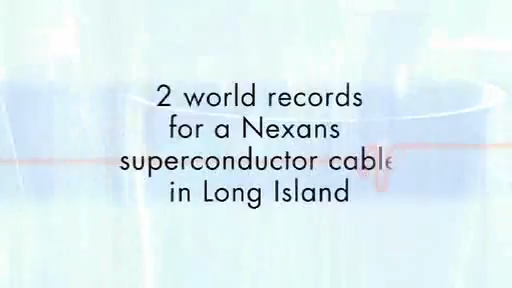 2 world records
for a Nexans
superconductor cable
in Long Island